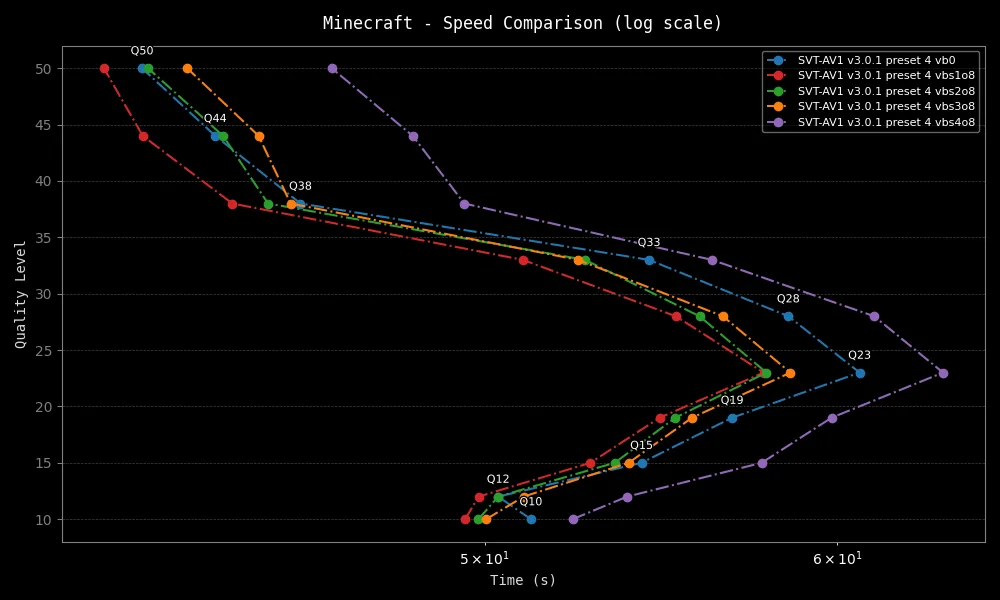 Minecraft - Speed Comparison (log scale)
SVT-AV1 v3.0.1 preset 4 vb0
SVT-AV1 v3.0.1 preset 4 vbs1o8
SVT-AV1 v3.0.1 preset 4 vbs2o8
SVT-AV1 v3.0.1 preset 4 vbs3o8
SVT-AV1 v3.0.1 preset 4 vbs4o8
Quality Level
50
45
40
35
30
25
20
15
10
Q50
Q44
Q38
Q33
Q28
Q23
Q19
Q15
Q12
Q10
5 × 10¹
6 × 10¹
Time (s)